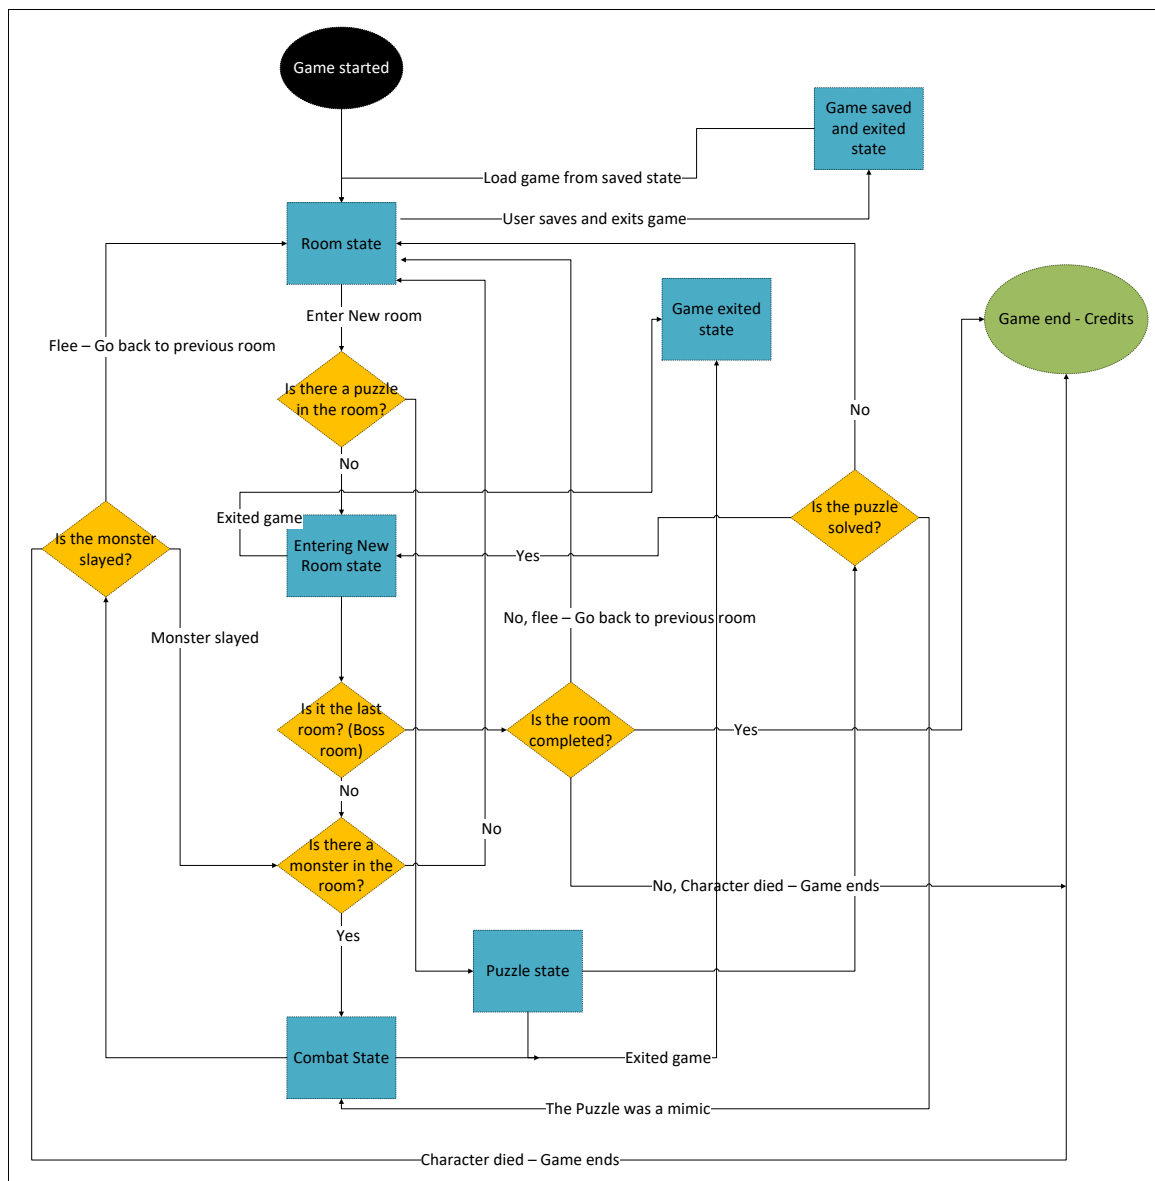 Game started
Game saved
and exited
state
Load game from saved state
User saves and exits game
Room state
Enter New room
Game exited
state
Game end - Credits
Flee – Go back to previous room
Is there a puzzle
in the room?
No
No
Exited game
Is the puzzle
solved?
Is the monster
slayed?
Entering New
Room state
Yes
No, flee – Go back to previous room
Monster slayed
Is it the last
room? (Boss
room)
Is the room
completed?
Yes
No
No
Is there a
monster in the
room?
No, Character died – Game ends
Yes
Puzzle state
Combat State
Exited game
The Puzzle was a mimic
Character died – Game ends